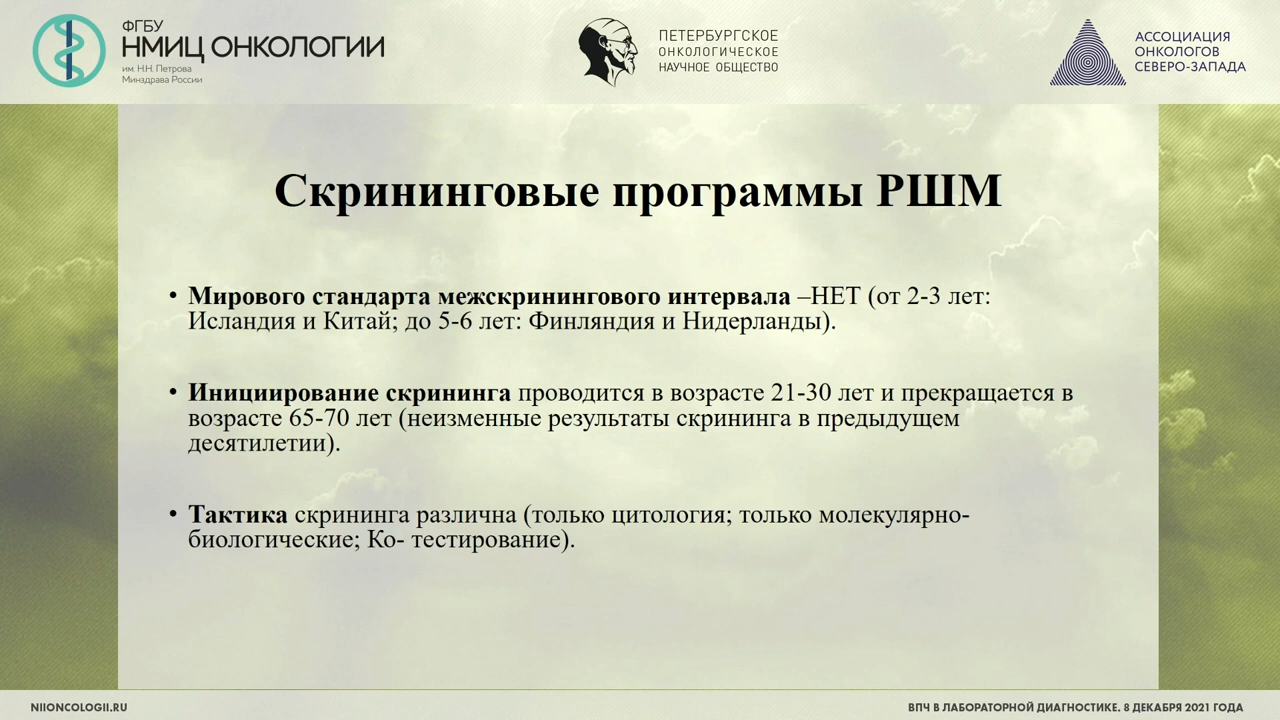 ФГБУ
НМИЦ ОНКОЛОГИИ
им. Н.Н. Петрова
Минздрава России
ПЕТЕРБУРГСКОЕ
ОНКОЛОГИЧЕСКОЕ
НАУЧНОЕ ОБЩЕСТВО
АССОЦИАЦИЯ
ОНКОЛОГОВ
СЕВЕРО-ЗАПАДА
Скрининговые программы РШМ
• Мирового стандарта межскринингового интервала –НЕТ (от 2-3 лет:
Исландия и Китай; до 5-6 лет: Финляндия и Нидерланды).
• Инициирование скрининга проводится в возрасте 21-30 лет и прекращается в
возрасте 65-70 лет (неизменные результаты скрининга в предыдущем
десятилетии).
• Тактика скрининга различна (только цитология; только молекулярно-
биологические; Ко- тестирование).
NIIONCOLOGII.RU
ВПЧ В ЛАБОРАТОРНОЙ ДИАГНОСТИКЕ. 8 ДЕКАБРЯ 2021 ГОДА